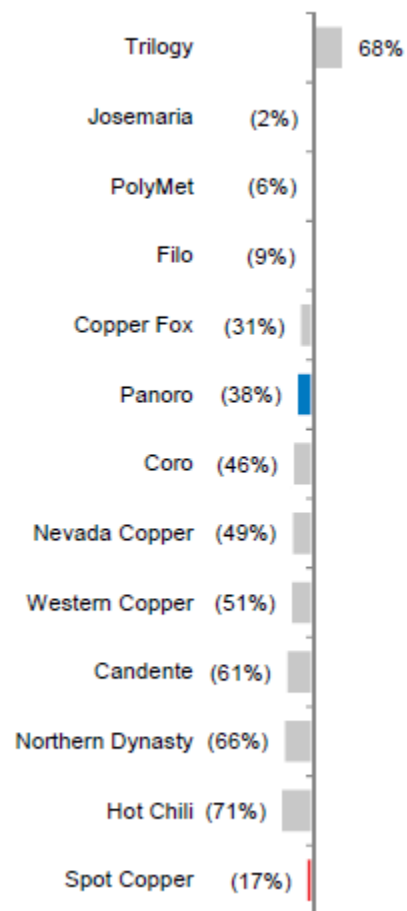 Trilogy 68%
Josemaria (2%)
PolyMet (6%)
Filo (9%)
Copper Fox (31%)
Panoro (38%)
Coro (46%)
Nevada Copper (49%)
Western Copper (51%)
Candente (61%)
Northern Dynasty (66%)
Hot Chili (71%)
Spot Copper (17%)